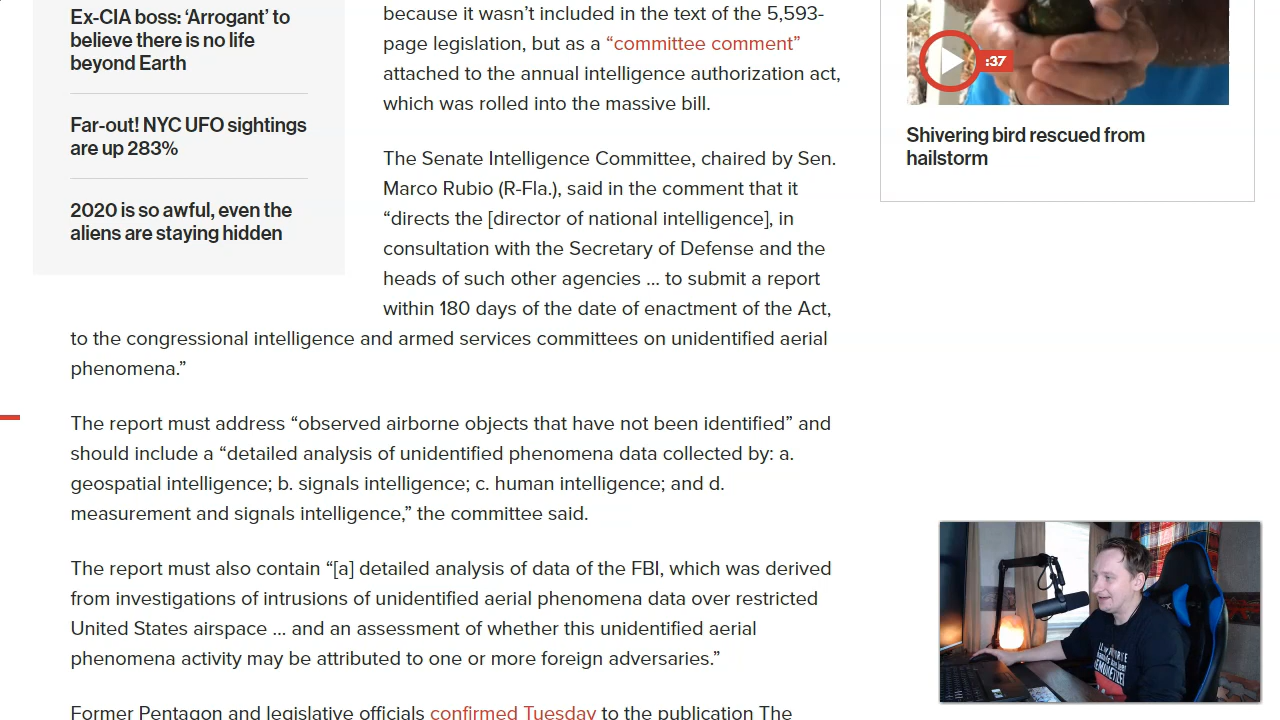 Ex-CIA boss: ‘Arrogant’ to
believe there is no life
beyond Earth
Far-out! NYC UFO sightings
are up 283%
2020 is so awful, even the
aliens are staying hidden
because it wasn’t included in the text of the 5,593-
page legislation, but as a “committee comment”
attached to the annual intelligence authorization act,
which was rolled into the massive bill.
The Senate Intelligence Committee, chaired by Sen.
Marco Rubio (R-Fla.), said in the comment that it
“directs the [director of national intelligence], in
consultation with the Secretary of Defense and the
heads of such other agencies … to submit a report
within 180 days of the date of enactment of the Act,
to the congressional intelligence and armed services committees on unidentified aerial
phenomena.”
The report must address “observed airborne objects that have not been identified” and
should include a “detailed analysis of unidentified phenomena data collected by: a.
geospatial intelligence; b. signals intelligence; c. human intelligence; and d.
measurement and signals intelligence,” the committee said.
The report must also contain “[a] detailed analysis of data of the FBI, which was derived
from investigations of intrusions of unidentified aerial phenomena data over restricted
United States airspace … and an assessment of whether this unidentified aerial
phenomena activity may be attributed to one or more foreign adversaries.”
Former Pentagon and legislative officials confirmed Tuesday to the publication The
:37
Shivering bird rescued from
hailstorm